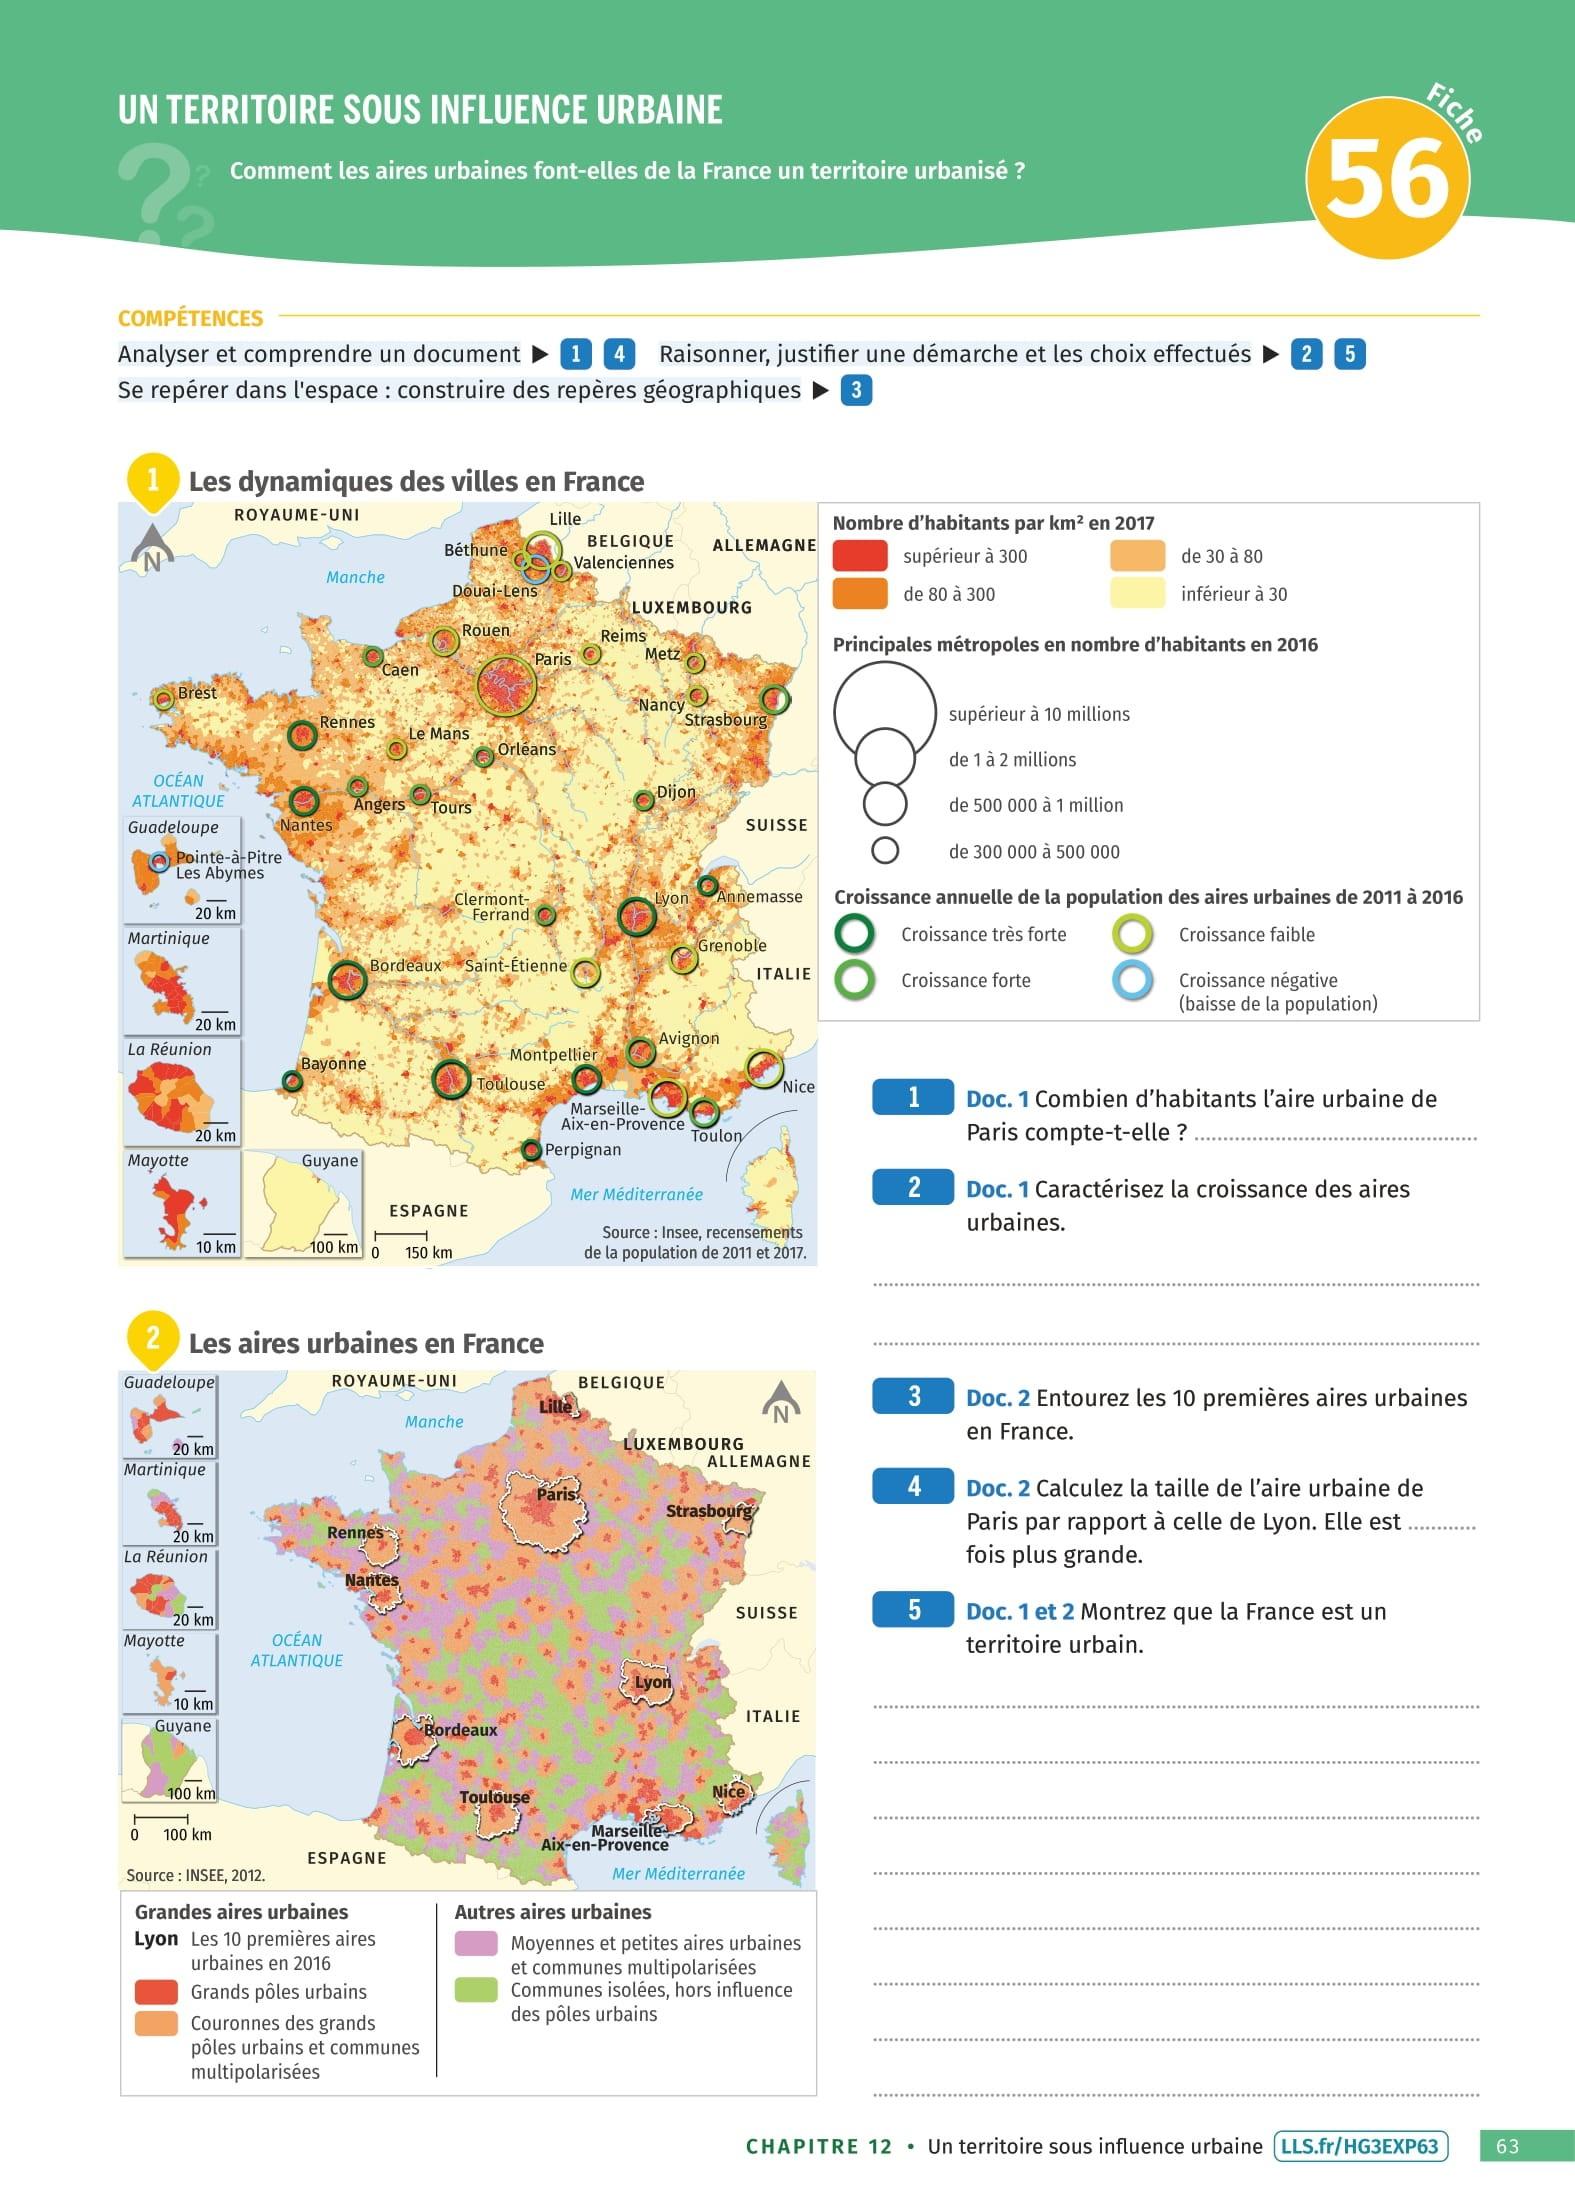 UN TERRITOIRE SOUS INFLUENCE URBAINE
Comment les aires urbaines font-elles de la France un territoire urbanisé ?
Fiche
56
COMPÉTENCES
Analyser et comprendre un document ▶ 1 4 Raisonner, justifier une démarche et les choix effectués ▶ 2 5
Se repérer dans l'espace : construire des repères géographiques ▶ 3
1 Les dynamiques des villes en France
ROYAUME-UNI
Lille
BELGIQUE
ALLEMAGNE
Béthune
Valenciennes
N
Manche
Douai-Lens
LUXEMBOURG
Rouen
Reims
Paris
Metz
Caen
Brest
Nancy
Strasbourg
Rennes
Le Mans
Orléans
OCÉAN
ATLANTIQUE
Angers
Tours
Dijon
Nantes
SUISSE
Guadeloupe
Pointe-à-Pitre
Les Abymes
20 km
Clermont-
Ferrand
Lyon
Annemasse
Martinique
20 km
Bordeaux
Saint-Étienne
Grenoble
ITALIE
La Réunion
20 km
Avignon
Bayonne
Montpellier
Toulouse
Nice
Marseille-
Aix-en-Provence
Toulon
Perpignan
Mayotte
10 km
Guyane
100 km
Mer Méditerranée
ESPAGNE
0 150 km
Source : Insee, recensements
de la population de 2011 et 2017.
Nombre d’habitants par km² en 2017
supérieur à 300
de 30 à 80
de 80 à 300
inférieur à 30
Principales métropoles en nombre d’habitants en 2016
supérieur à 10 millions
de 1 à 2 millions
de 500 000 à 1 million
de 300 000 à 500 000
Croissance annuelle de la population des aires urbaines de 2011 à 2016
Croissance très forte
Croissance faible
Croissance forte
Croissance négative
(baisse de la population)
1 Doc. 1 Combien d’habitants l’aire urbaine de
Paris compte-t-elle ? ..........
2 Doc. 1 Caractérisez la croissance des aires
urbaines.
2 Les aires urbaines en France
Guadeloupe
20 km
Martinique
20 km
La Réunion
20 km
Mayotte
10 km
Guyane
100 km
0 100 km
Source : INSEE, 2012.
ROYAUME-UNI
BELGIQUE
Lille
N
Manche
LUXEMBOURG
ALLEMAGNE
Paris
Strasbourg
Rennes
Nantes
SUISSE
OCÉAN
ATLANTIQUE
Lyon
ITALIE
Bordeaux
Nice
Toulouse
Marseille-
Aix-en-Provence
ESPAGNE
Mer Méditerranée
Grandes aires urbaines
Lyon Les 10 premières aires
urbaines en 2016
Grands pôles urbains
Couronnes des grands
pôles urbains et communes
multipolarisées
Autres aires urbaines
Moyennes et petites aires urbaines
et communes multipolarisées
Communes isolées, hors influence
des pôles urbains
3 Doc. 2 Entourez les 10 premières aires urbaines
en France.
4 Doc. 2 Calculez la taille de l’aire urbaine de
Paris par rapport à celle de Lyon. Elle est ..........
fois plus grande.
5 Doc. 1 et 2 Montrez que la France est un
territoire urbain.
CHAPITRE 12 • Un territoire sous influence urbaine LLS.fr/HG3EXP63 63